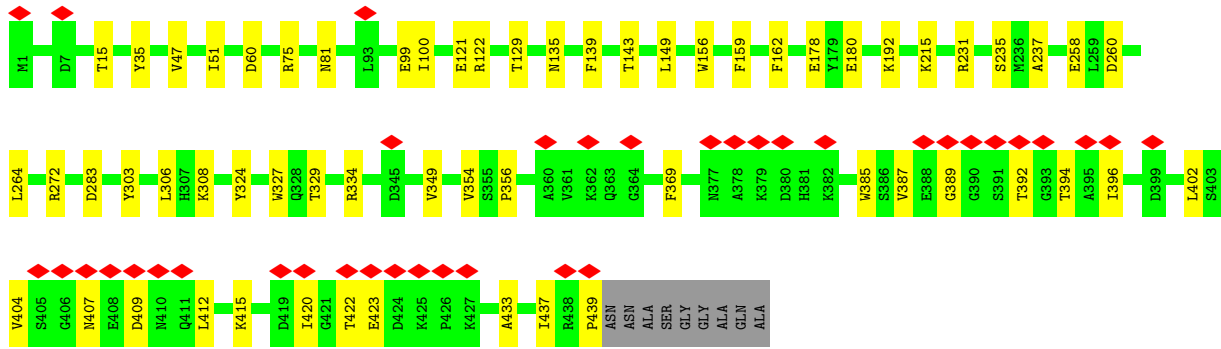 M1 D7 T15 Y35 V47 I51 D60 R75 N81 L93 E99 I100 E121 R122 T129 N135 F139 T143 L149 W156 F159 F162 E178 Y179 E180 K192 K215 R231 S235 M236 A237 E258 L259 D260
L264 R272 D283 Y303 L306 H307 K308 Y324 W327 Q328 T329 R334 D345 V349 V354 S355 P356 A360 V361 K362 Q363 G364 F369 N377 A378 K379 D380 H381 K382 W385 S386 V387 E388 G389 G390 S391 T392 G393 T394 A395 I396 D399 L402 S403
V404 S405 G406 N407 E408 D409 N410 Q411 L412 K415 D419 I420 G421 T422 E423 D424 K425 P426 K427 A433 I437 R438 P439 ASN ASN ALA SER GLY GLY ALA GLN ALA